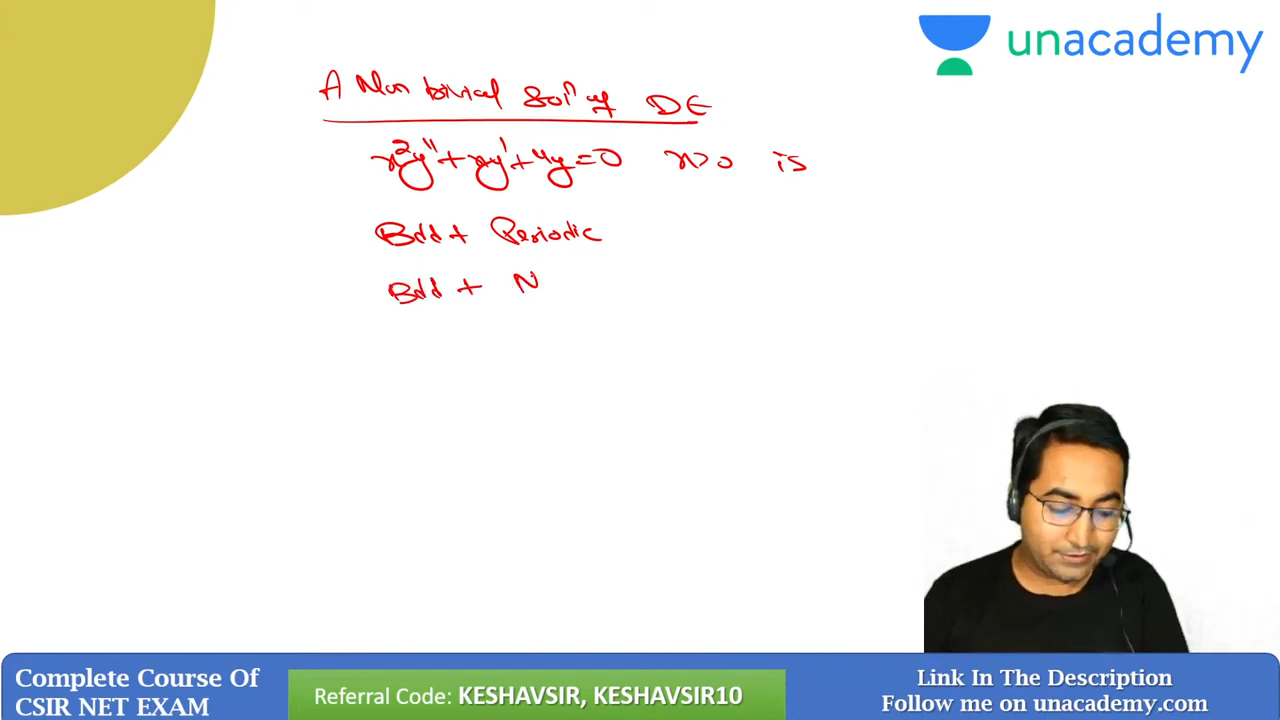 unacademy
A Non trivial Solⁿ of DE
x²y"+xy'+4y=0 x>0 is
Bdd + Periodic
Bdd + N
Complete Course Of
CSIR NET EXAM
Referral Code: KESHAVSIR, KESHAVSIR10
Link In The Description
Follow me on unacademy.com